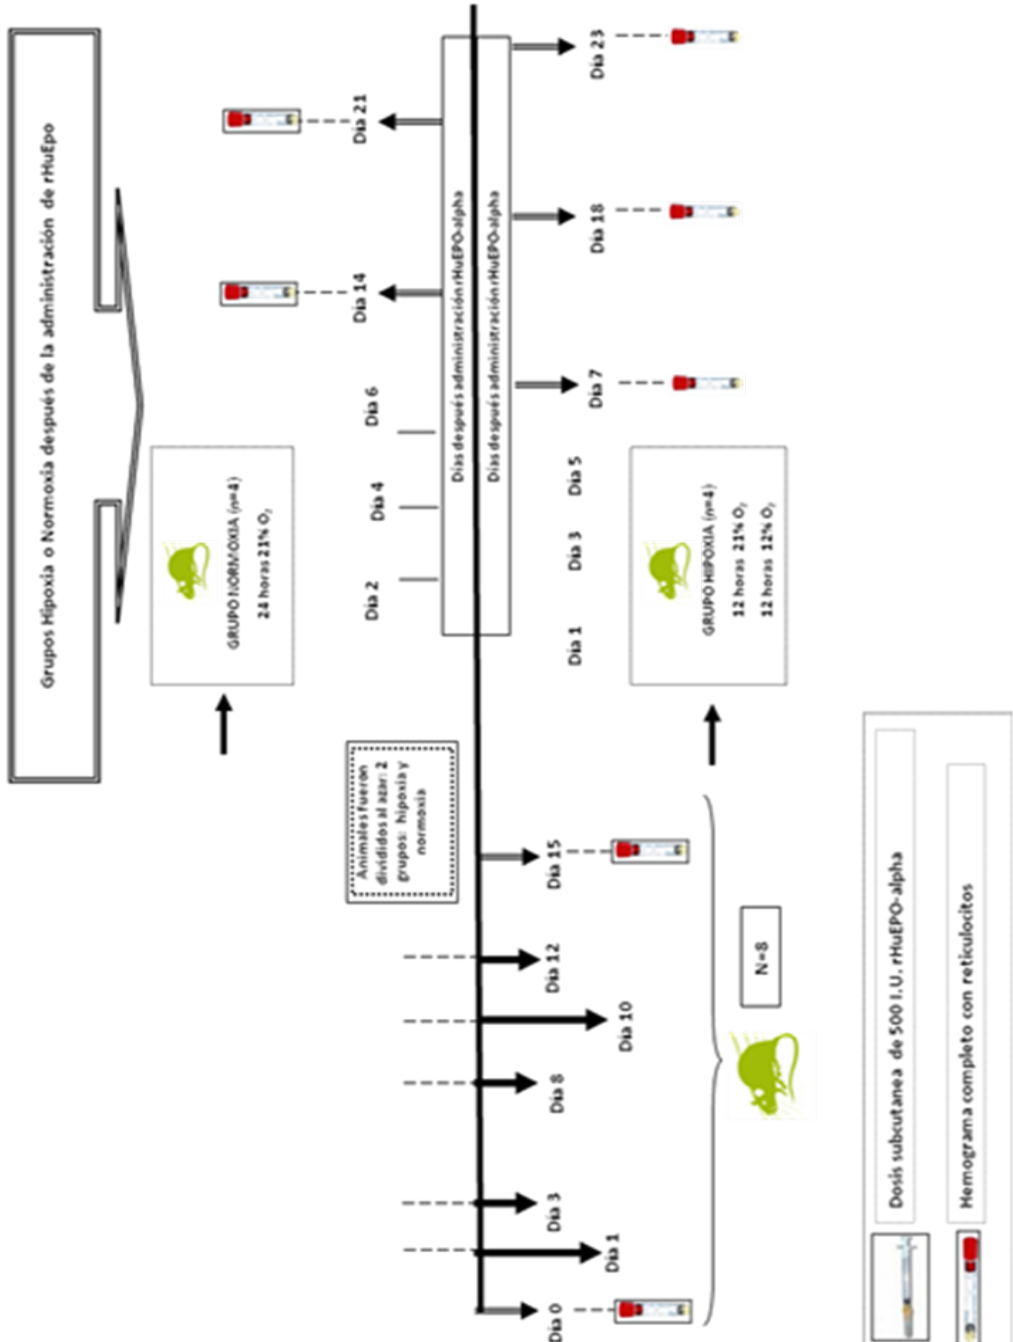 Grupos Hipoxia o Normoxia después de la administración de rHuEpo
GRUPO NORMOXIA (n=4)
24 horas 21% O₂
Día 2
Día 4
Día 6
Día 14
Día 21
Animales fueron
divididos al azar: 2
grupos: hipoxia y
normoxia
Días después administración rHuEPO-alpha
Días después administración rHuEPO-alpha
Día 0
Día 1
Día 3
Día 8
Día 10
Día 12
Día 15
Día 1
Día 3
Día 5
Día 7
Día 18
Día 23
N=8
GRUPO HIPOXIA (n=4)
12 horas 21% O₂
12 horas 12% O₂
Dosis subcutanea de 500 I.U. rHuEPO-alpha
Hemograma completo con reticulocitos